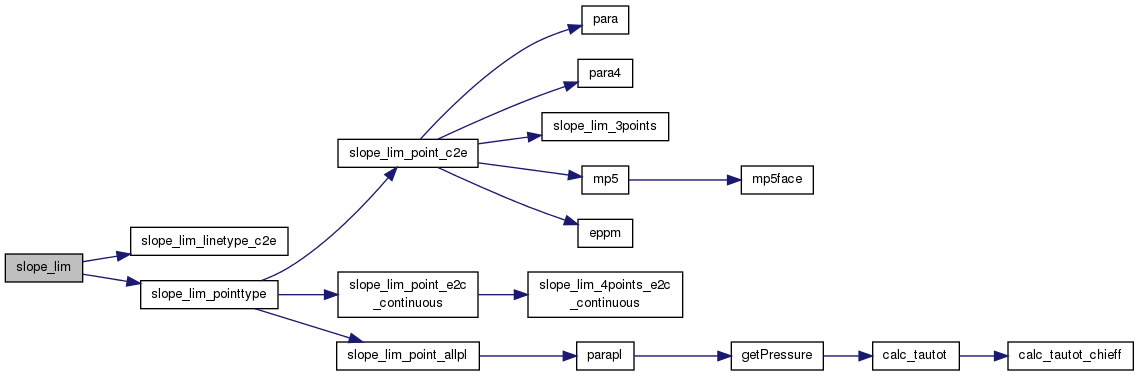 para
para4
slope_lim_3points
slope_lim_point_c2e
mp5
mp5face
eppm
slope_lim_linetype_c2e
slope_lim
slope_lim_pointtype
slope_lim_point_e2c
_continuous
slope_lim_4points_e2c
_continuous
slope_lim_point_allpl
parapl
getPressure
calc_tautot
calc_tautot_chieff